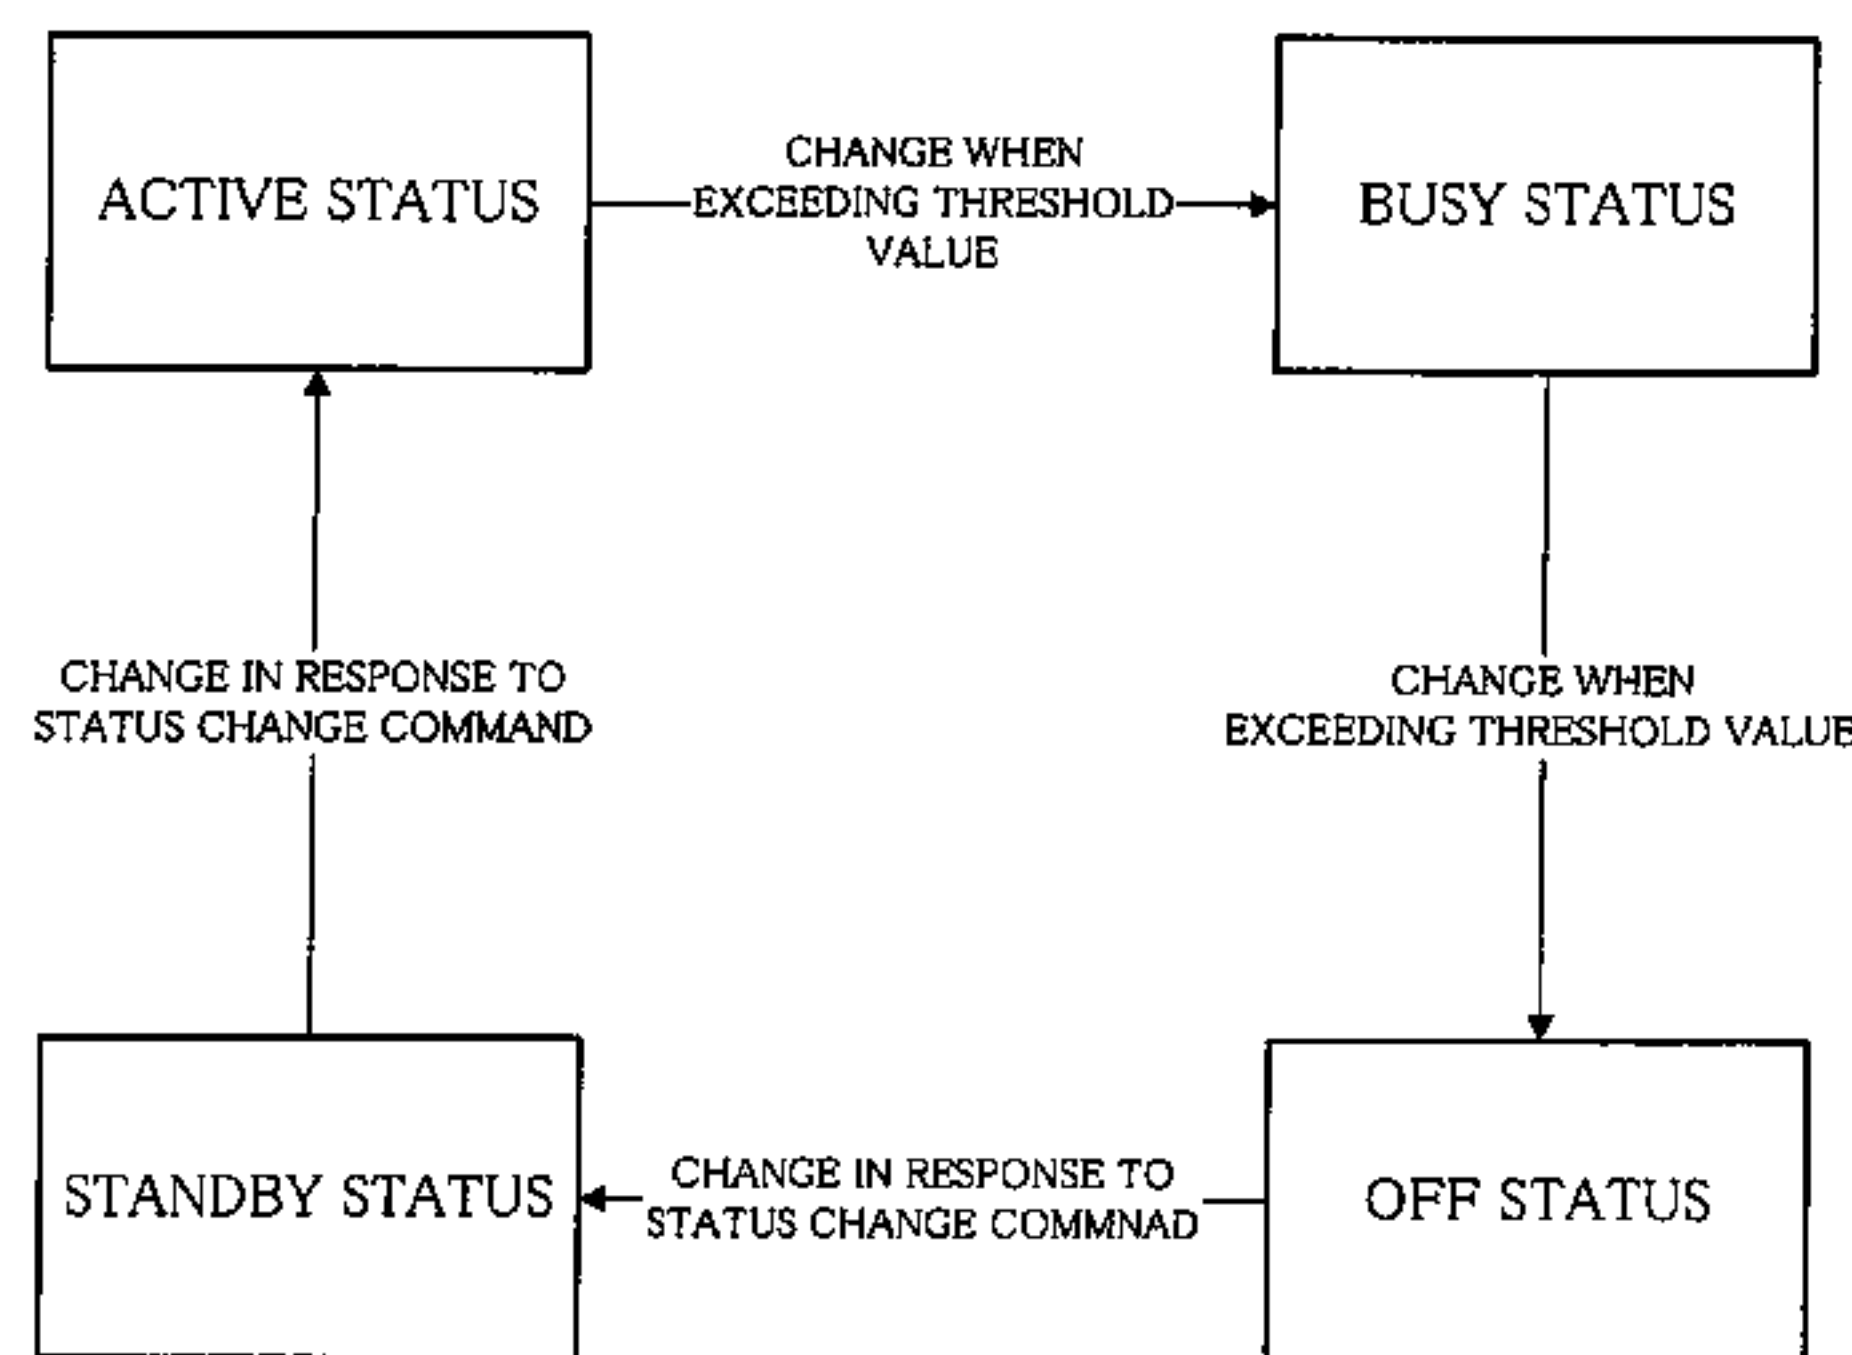 CHANGE WHEN
EXCEEDING THRESHOLD
VALUE
ACTIVE STATUS
BUSY STATUS
CHANGE IN RESPONSE TO
STATUS CHANGE COMMAND
CHANGE WHEN
EXCEEDING THRESHOLD VALUE
STANDBY STATUS
CHANGE IN RESPONSE TO
STATUS CHANGE COMMNAD
OFF STATUS